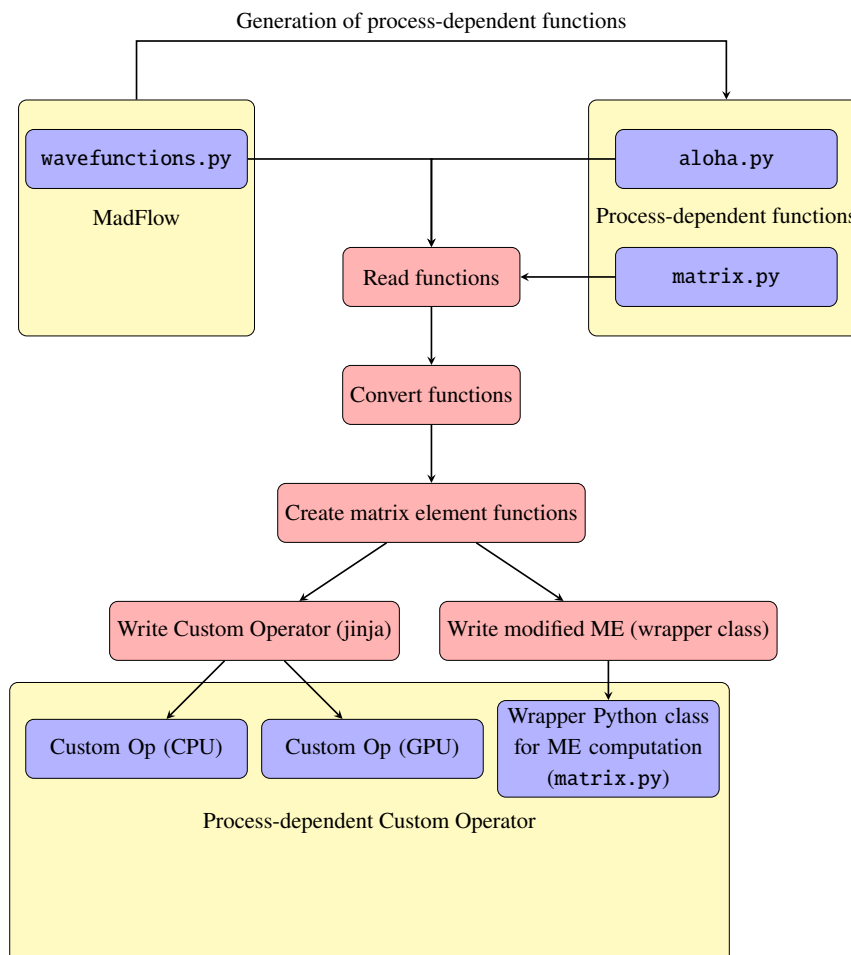 Generation of process-dependent functions
wavefunctions.py
aloha.py
MadFlow
Process-dependent functions
Read functions
matrix.py
Convert functions
Create matrix element functions
Write Custom Operator (jinja)
Write modified ME (wrapper class)
Custom Op (CPU)
Custom Op (GPU)
Wrapper Python class
for ME computation
(matrix.py)
Process-dependent Custom Operator